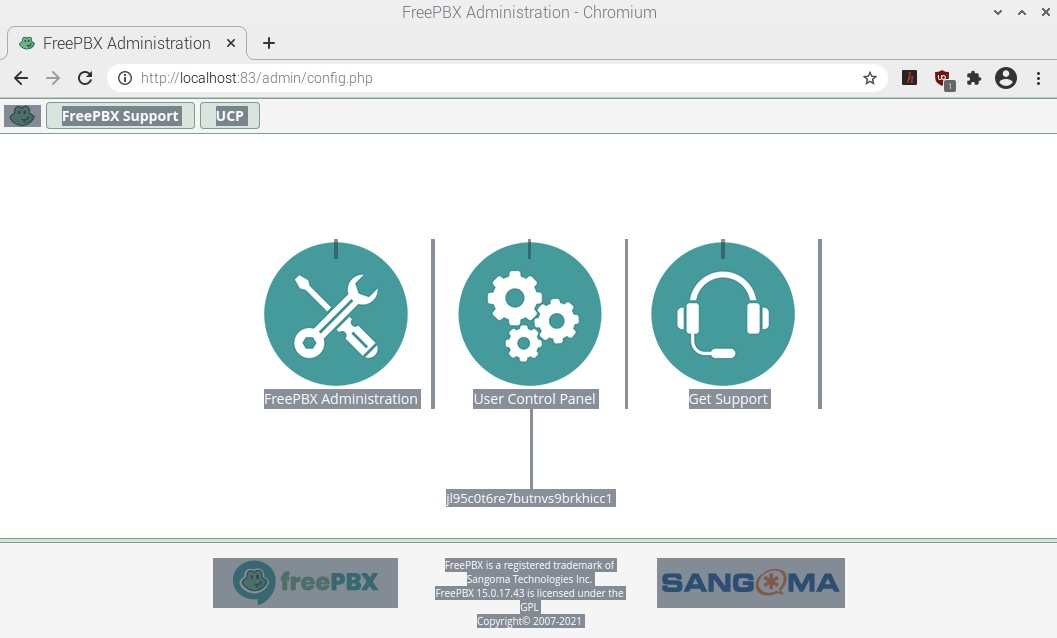 FreePBX Administration - Chromium
FreePBX Administration
http://localhost:83/admin/config.php
1
FreePBX Support UCP
FreePBX Administration User Control Panel Get Support
jl95c0t6re7butnvs9brkhicc1
freePBX
FreePBX is a registered trademark of
Sangoma Technologies Inc.
FreePBX 15.0.17.43 is licensed under the
GPL
Copyright© 2007-2021
SANGOMA